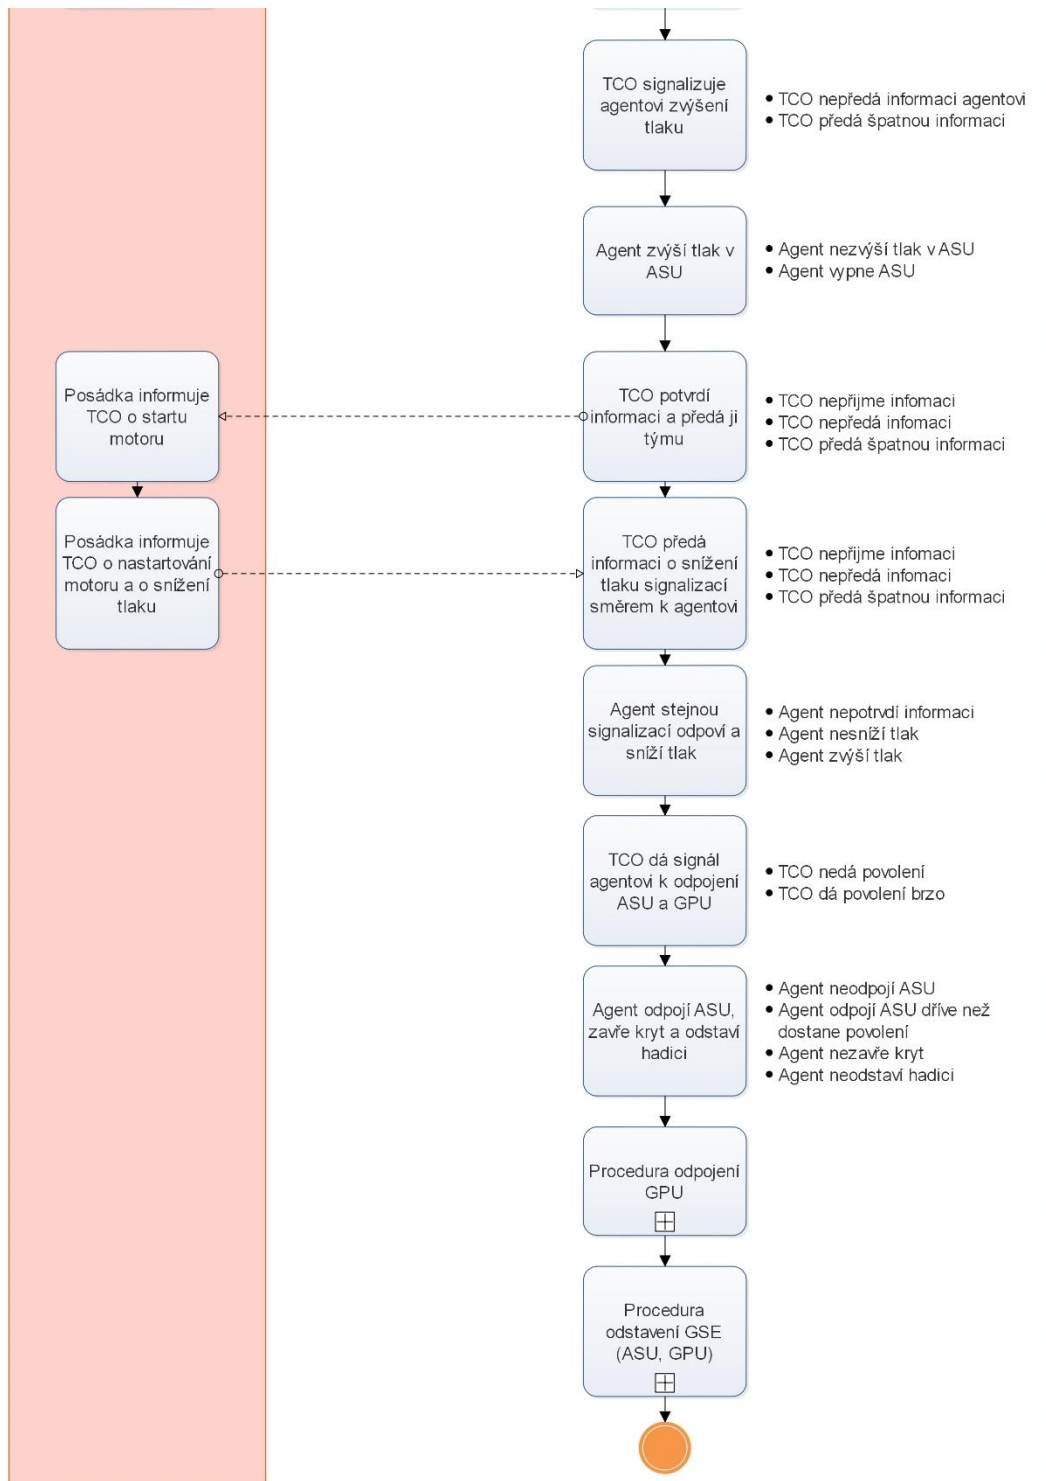 TCO signalizuje
agentovi zvýšení
tlaku
• TCO nepředá informaci agentovi
• TCO předá špatnou informaci
Agent zvýší tlak v
ASU
• Agent nezvýší tlak v ASU
• Agent vypne ASU
Posádka informuje
TCO o startu
motoru
TCO potvrdí
informaci a předá ji
týmu
• TCO nepřijme infomaci
• TCO nepředá infomaci
• TCO předá špatnou informaci
Posádka informuje
TCO o nastartování
motoru a o snížení
tlaku
TCO předá
informaci o snížení
tlaku signalizací
směrem k agentovi
• TCO nepřijme infomaci
• TCO nepředá infomaci
• TCO předá špatnou informaci
Agent stejnou
signalizací odpoví a
sníží tlak
• Agent nepotrvdí informaci
• Agent nesníží tlak
• Agent zvýší tlak
TCO dá signál
agentovi k odpojení
ASU a GPU
• TCO nedá povolení
• TCO dá povolení brzo
Agent odpojí ASU,
zavře kryt a odstaví
hadici
• Agent neodpojí ASU
• Agent odpojí ASU dříve než
dostane povolení
• Agent nezavře kryt
• Agent neodstaví hadici
Procedura odpojení
GPU
Procedura
odstavení GSE
(ASU, GPU)